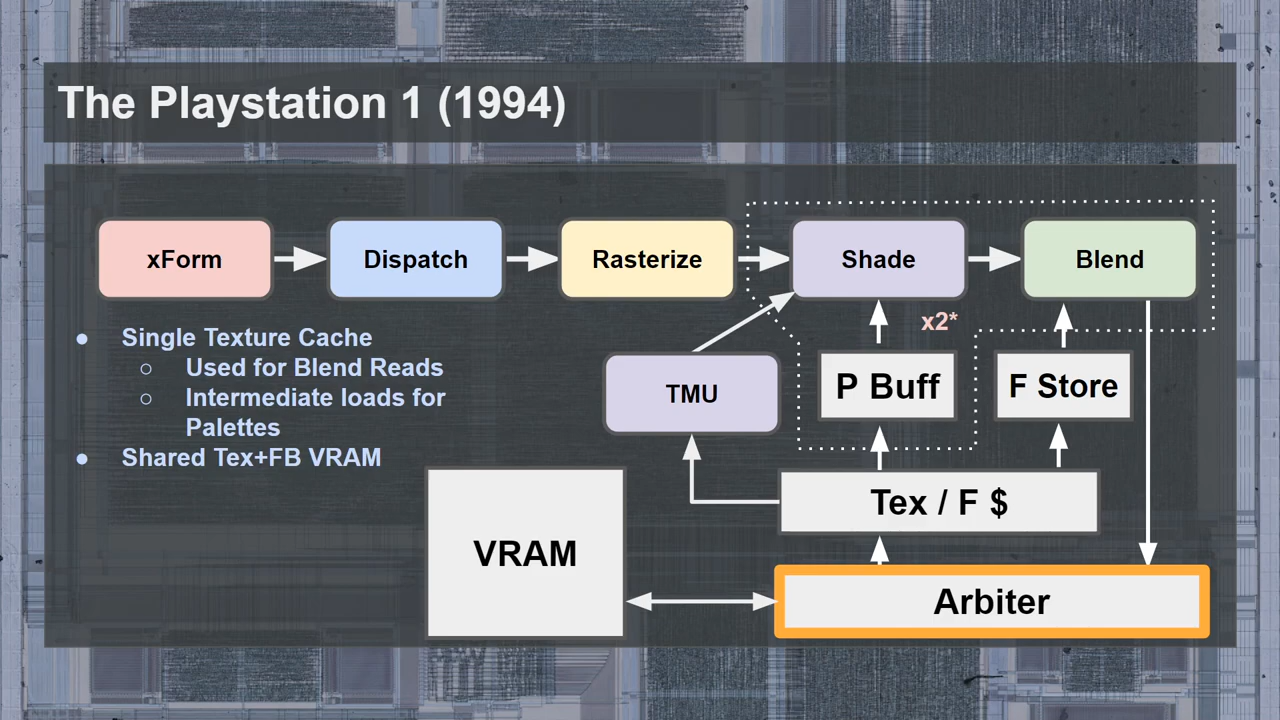 The Playstation 1 (1994)
xForm
Dispatch
Rasterize
Shade
Blend
● Single Texture Cache
○ Used for Blend Reads
○ Intermediate loads for
Palettes
● Shared Tex+FB VRAM
x2*
TMU
P Buff
F Store
Tex / F $
VRAM
Arbiter